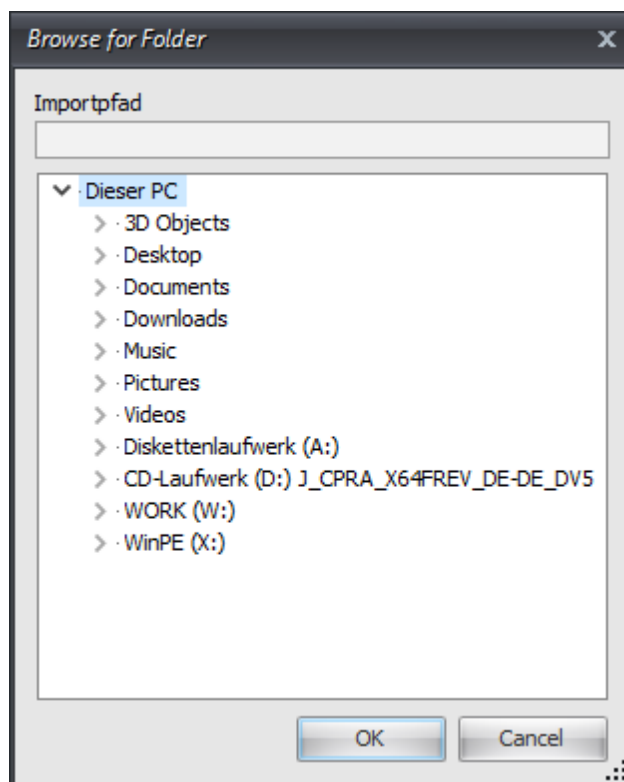 Browse for Folder
Importpfad
Dieser PC
3D Objects
Desktop
Documents
Downloads
Music
Pictures
Videos
Diskettenlaufwerk (A:)
CD-Laufwerk (D:) J_CPRA_X64FREV_DE-DE_DV5
WORK (W:)
WinPE (X:)
OK Cancel